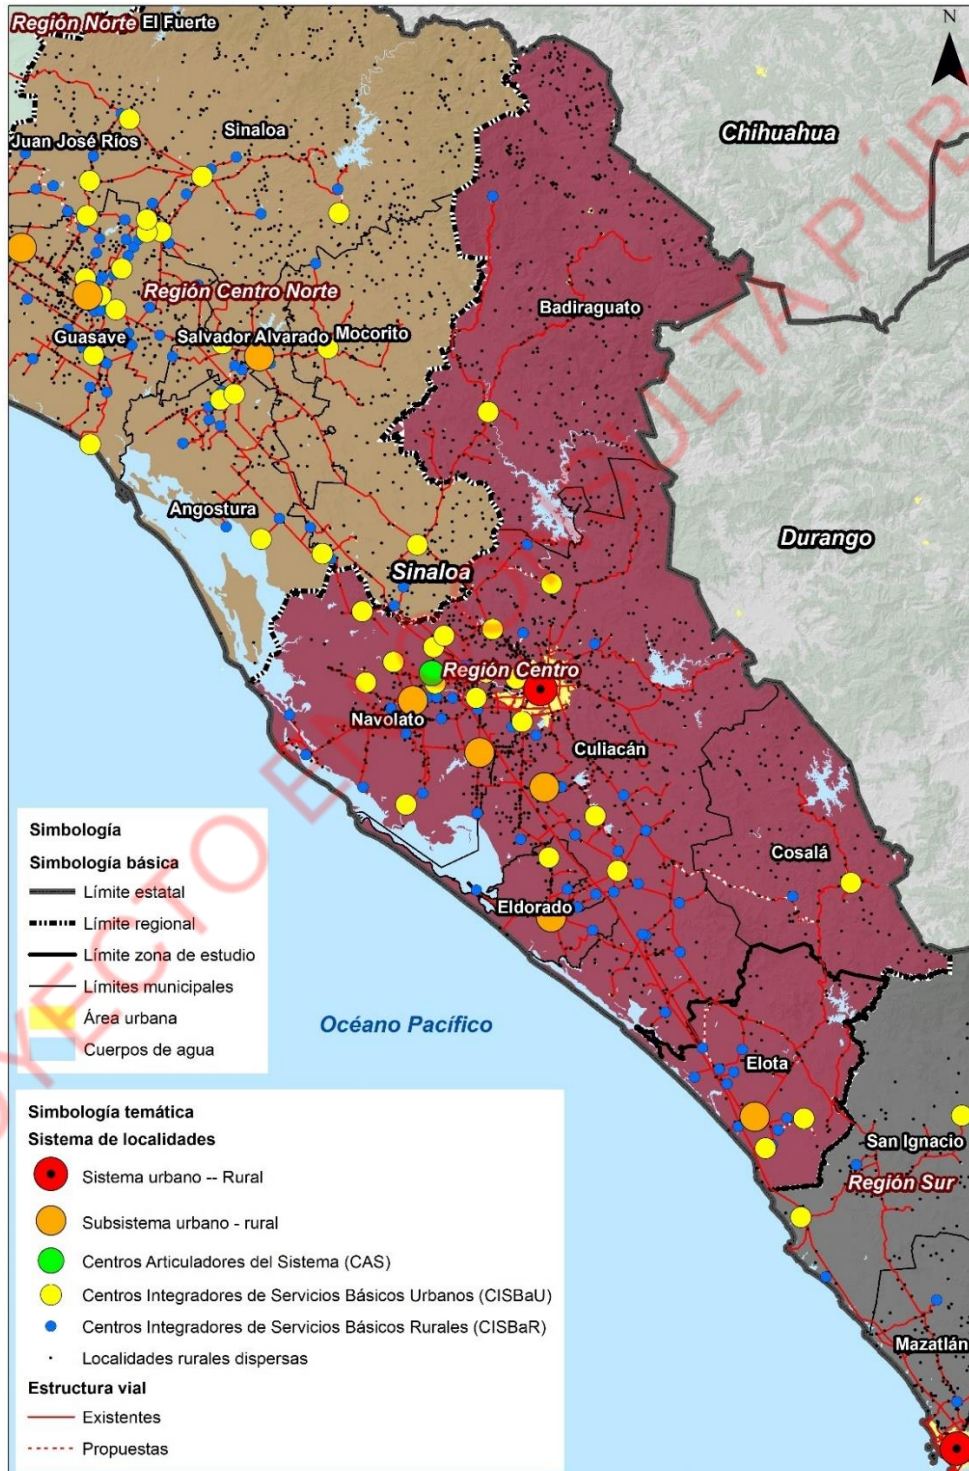 Región Norte El Fuerte
N
Sinaloa
Chihuahua
Juan José Ríos
Región Centro Norte
Badiraguato
Guasave
Salvador Alvarado
Mocorito
Angostura
Durango
Sinaloa
Región Centro
Navolato
Culiacán
Cosalá
Eldorado
Océano Pacífico
Elota
San Ignacio
Región Sur
Mazatlán
Simbología
Simbología básica
Límite estatal
Límite regional
Límite zona de estudio
Límites municipales
Área urbana
Cuerpos de agua
Simbología temática
Sistema de localidades
Sistema urbano -- Rural
Subsistema urbano - rural
Centros Articuladores del Sistema (CAS)
Centros Integradores de Servicios Básicos Urbanos (CISBaU)
Centros Integradores de Servicios Básicos Rurales (CISBaR)
Localidades rurales dispersas
Estructura vial
Existentes
Propuestas